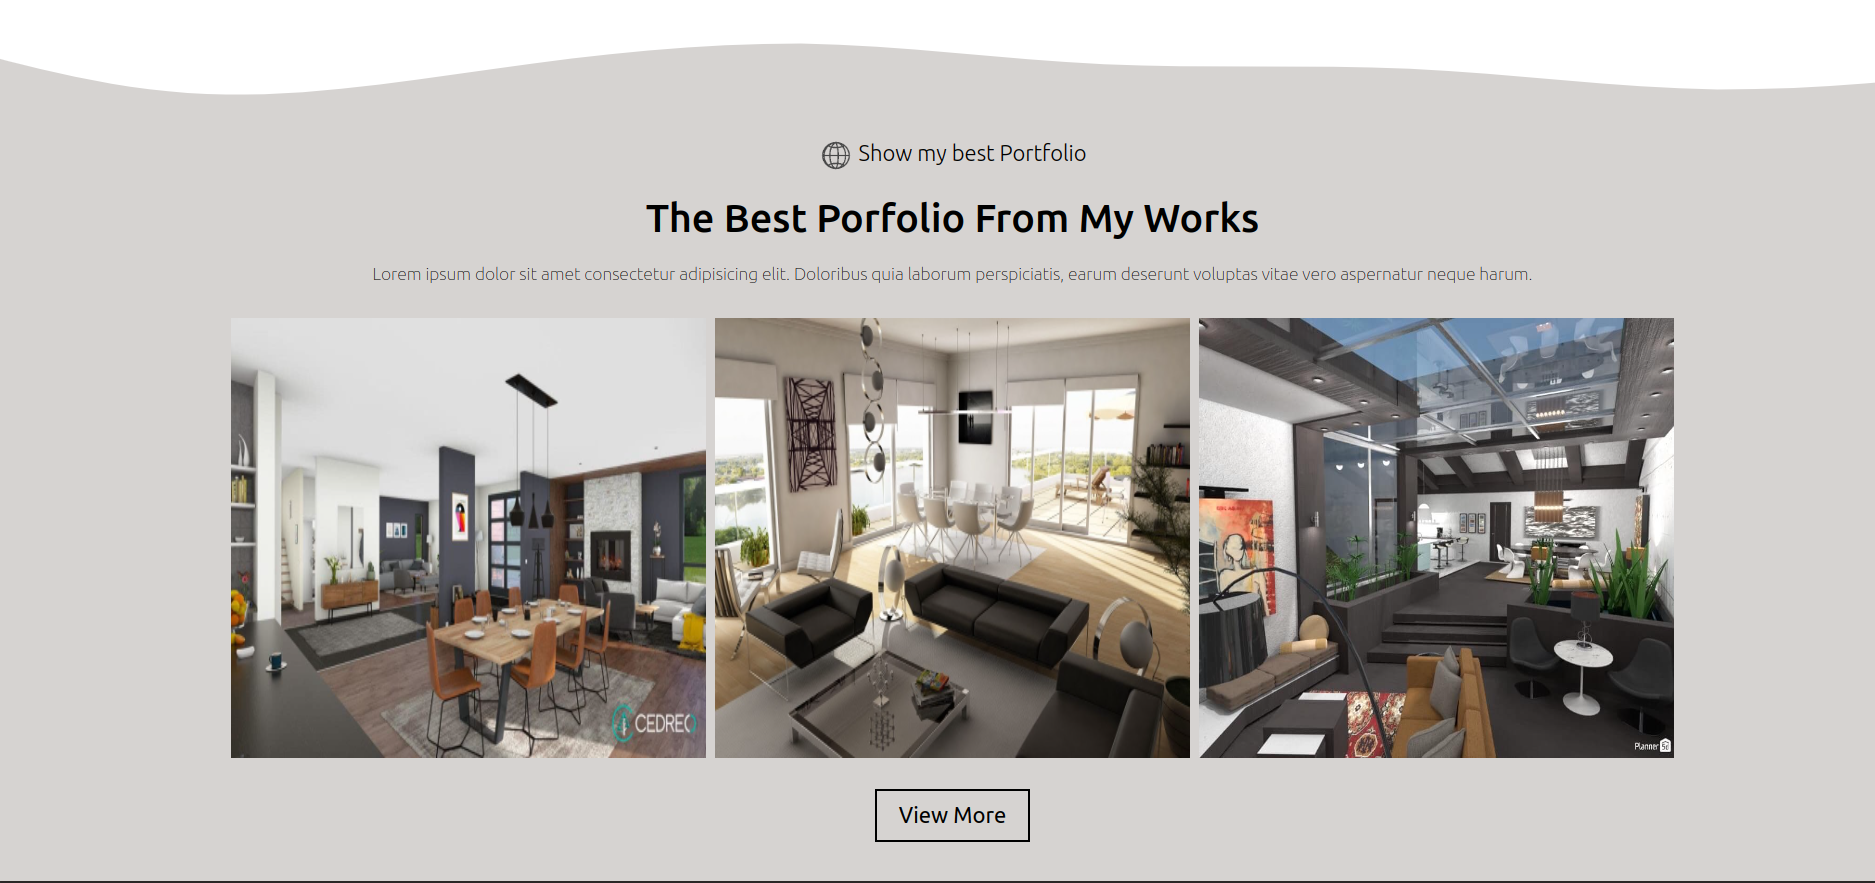 Show my best Portfolio
The Best Porfolio From My Works
Lorem ipsum dolor sit amet consectetur adipisicing elit. Doloribus quia laborum perspiciatis, earum deserunt voluptas vitae vero aspernatur neque harum.
CEDREO
Planner 5D
View More